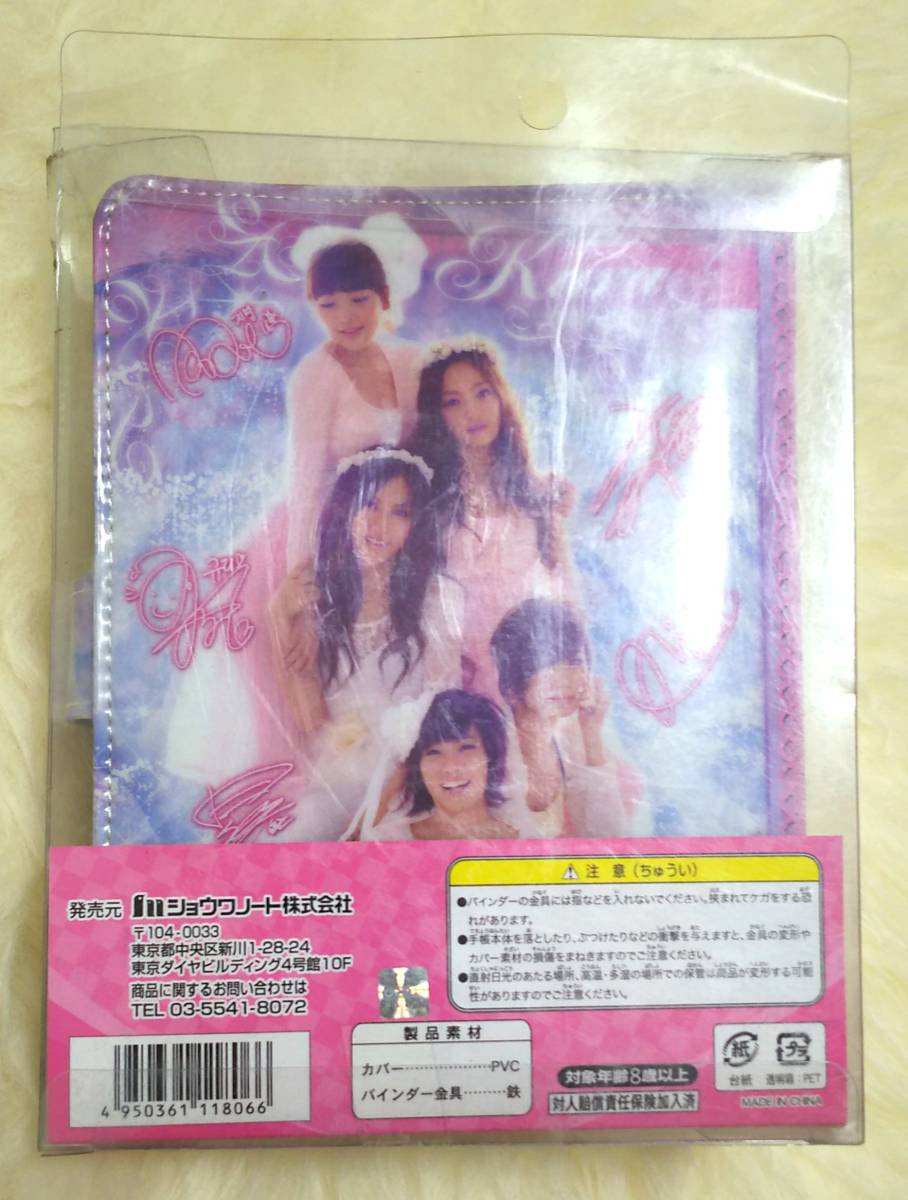 지영
규리
発売元 ショウワノート株式会社
〒104-0033
東京都中央区新川1-28-24
東京ダイヤビルディング4号館10F
商品に関するお問い合わせは
TEL 03-5541-8072
4 950361 118066
⚠ 注 意 (ちゅうい)
●バインダーの金具には指などを入れないでください。挟まれてケガをする恐
れがあります。
●手帳本体を落としたり、ぶつけたりなどの衝撃を与えますと、金具の変形や
カバー素材の損傷をまねきますのでご注意ください。
●直射日光のあたる場所、高温・多湿の場所での保管は商品が変形する可能
性がありますのでご注意ください。
製品素材
カバー…………………PVC
バインダー金具………鉄
対象年齢8歳以上
対人賠償責任保険加入済
紙
台紙
プラ
透明箱:PET
MADE IN CHINA